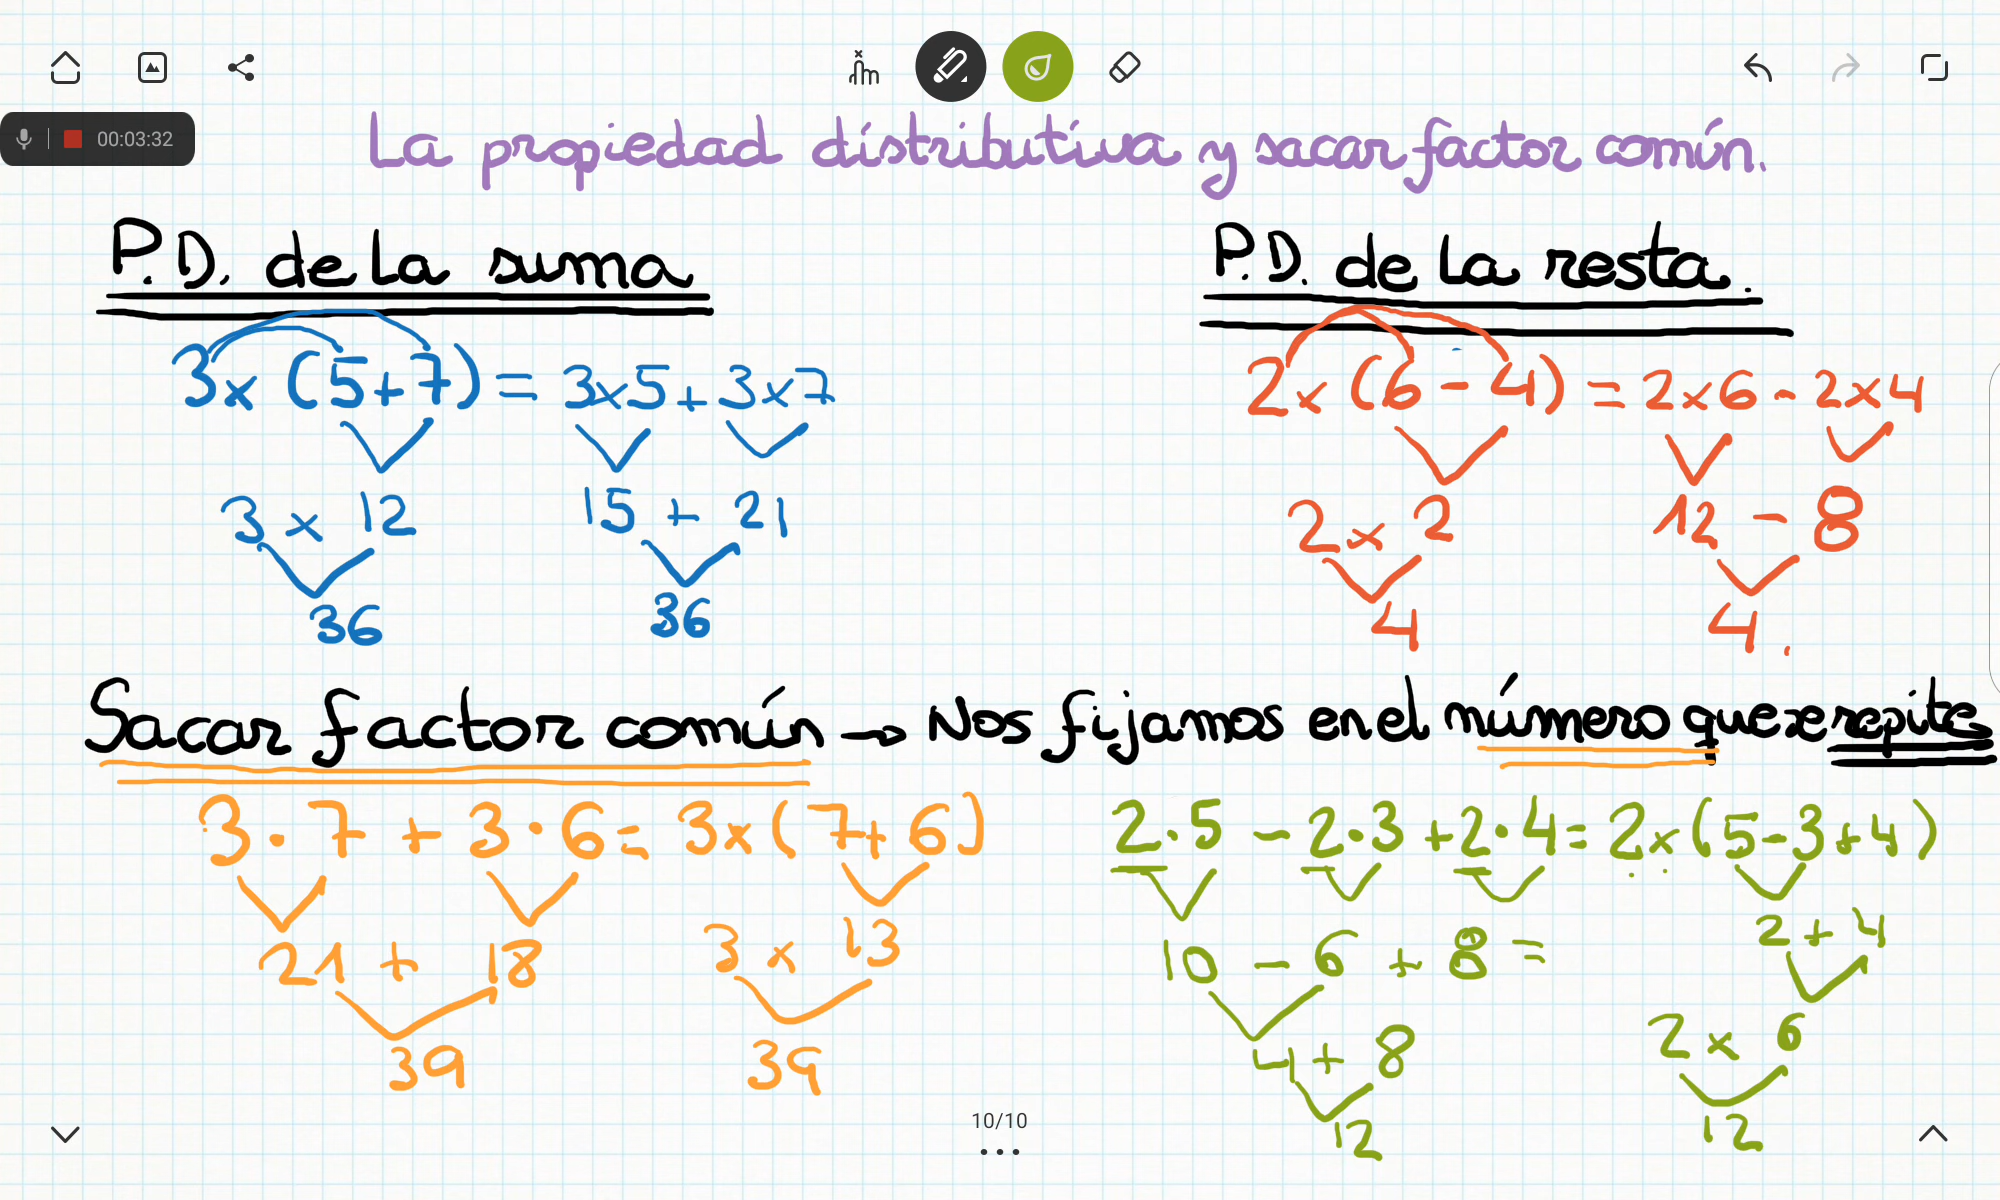 00:03:32
La propiedad distributiva y sacar factor común.
P.D. de la suma
3x (5+7) = 3x5 + 3x7
3 x 12
15 + 21
36
36
P.D. de la resta.
2x (6 - 4) = 2x6 - 2x4
2 x 2
12 - 8
4
4.
Sacar factor común → Nos fijamos en el número que se repite
3 · 7 + 3 · 6 = 3x (7+6)
21 + 18
3 x 13
39
39
2·5 - 2·3 + 2·4 = 2x (5-3+4)
10 - 6 + 8 =
2 + 4
4 + 8
2 x 6
12
12
10/10